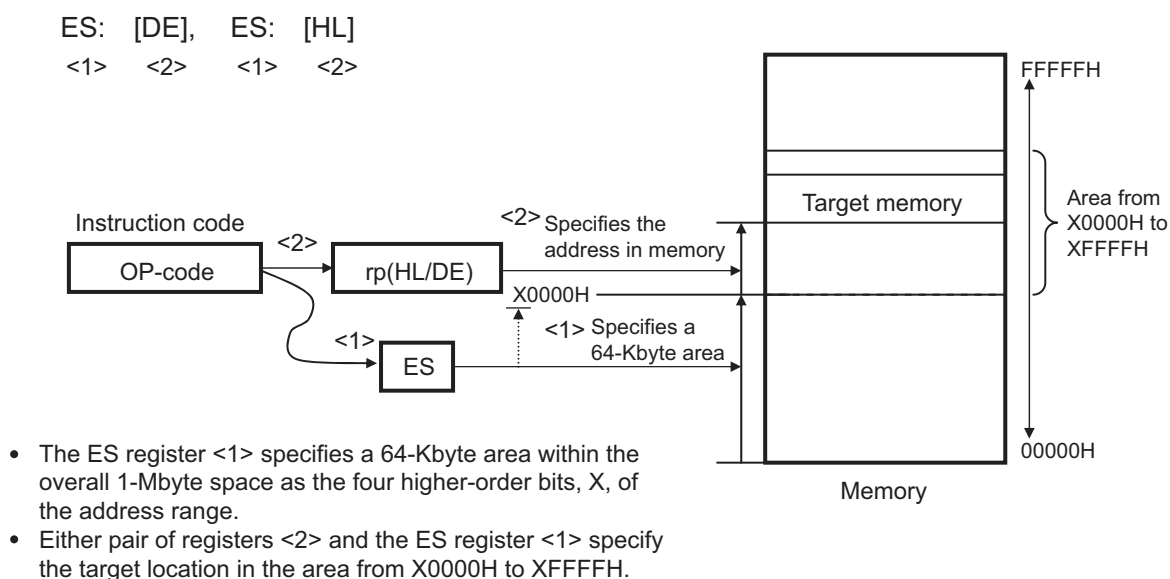 ES: [DE], ES: [HL]
<1> <2> <1> <2>
FFFFFH
Target memory
Area from
X0000H to
XFFFFH
Instruction code
OP-code
<2>
rp(HL/DE)
<2> Specifies the
address in memory
X0000H
<1>
ES
<1> Specifies a
64-Kbyte area
00000H
Memory
• The ES register <1> specifies a 64-Kbyte area within the
overall 1-Mbyte space as the four higher-order bits, X, of
the address range.
• Either pair of registers <2> and the ES register <1> specify
the target location in the area from X0000H to XFFFFH.